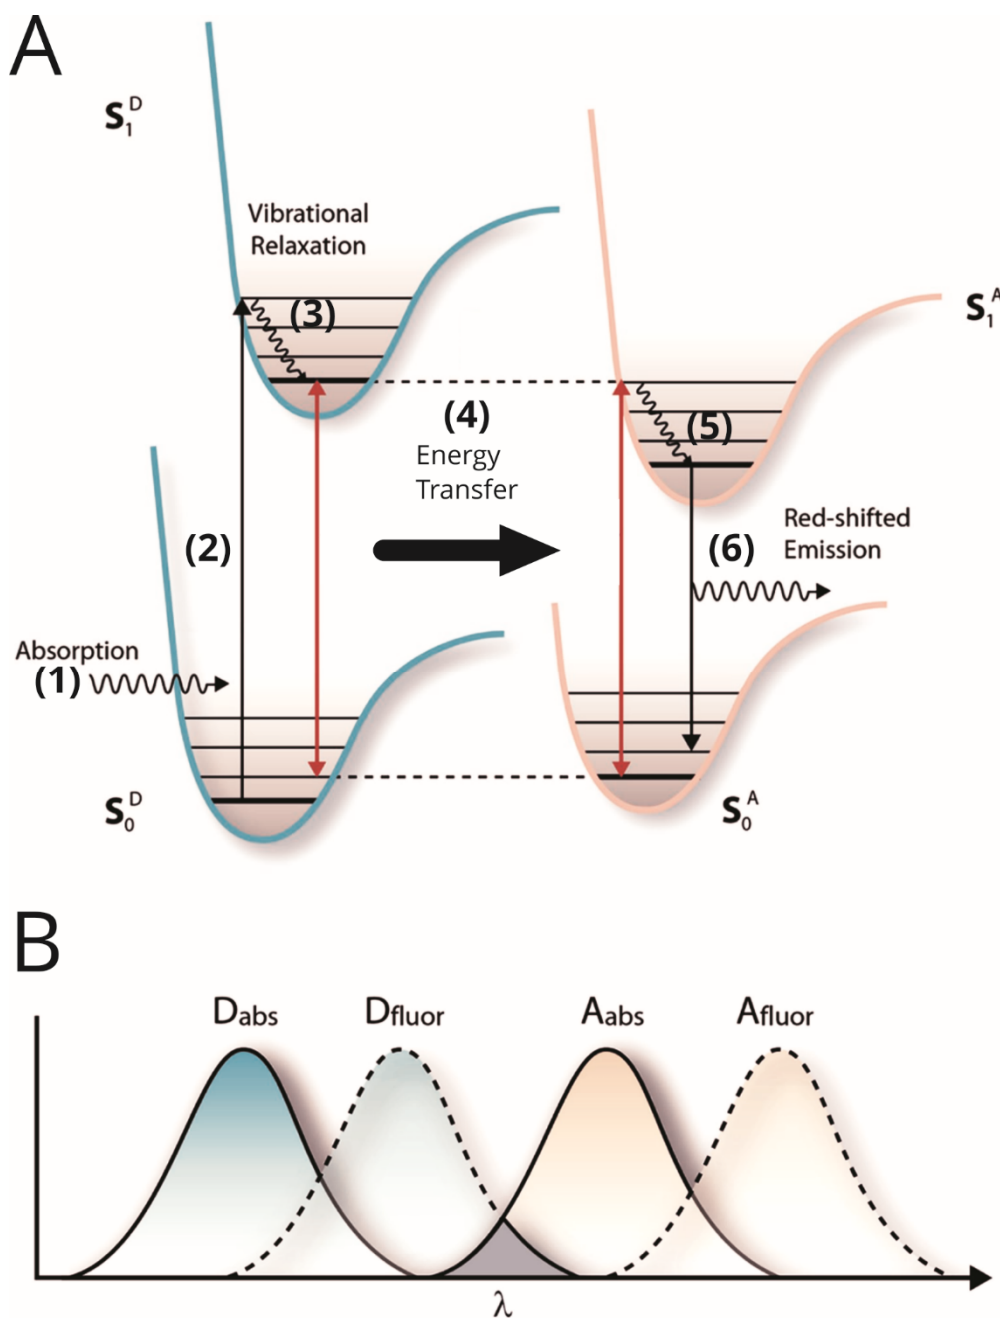 A
S₁ᴰ
Vibrational
Relaxation
(3)
S₁ᴬ
(4)
Energy
Transfer
(5)
(2)
Red-shifted
Emission
(6)
Absorption
(1)
S₀ᴰ
S₀ᴬ
B
Dabs
Dfluor
Aabs
Afluor
λ